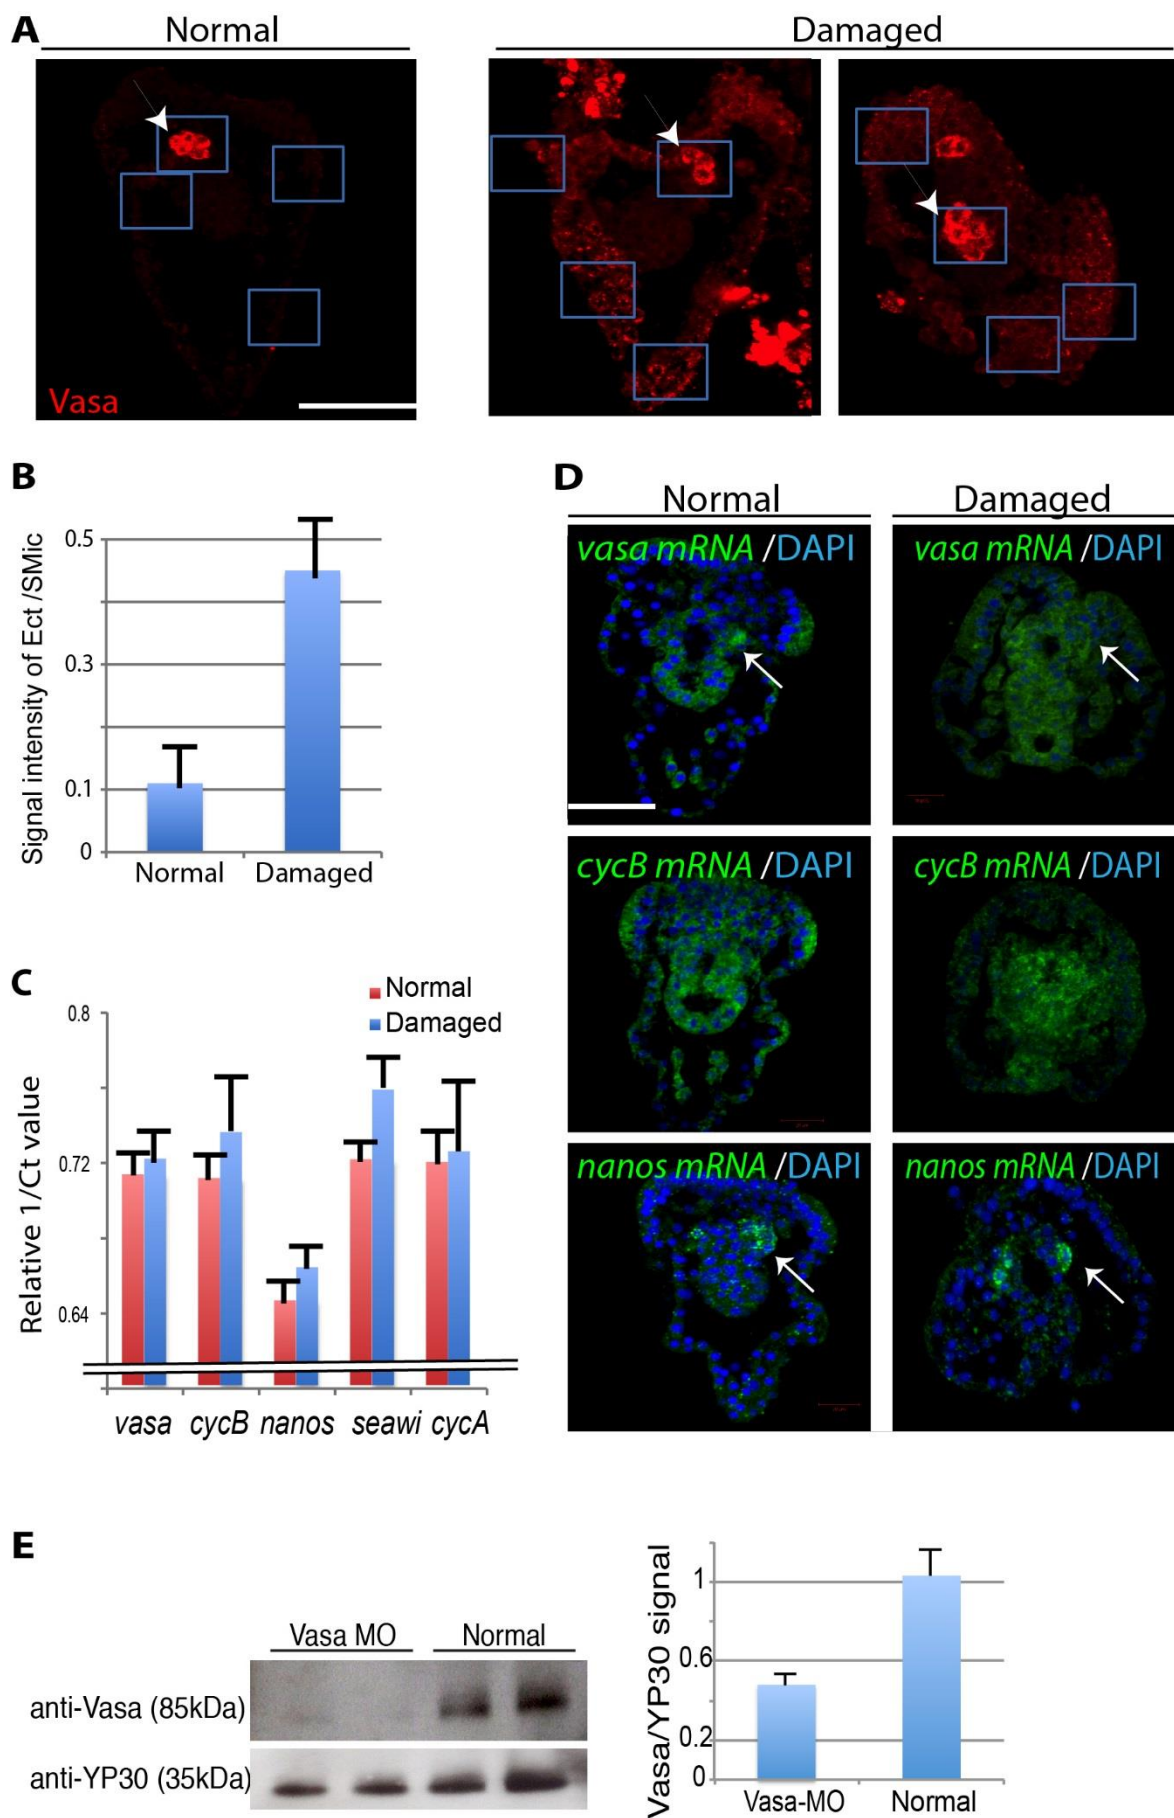 A
Normal
Damaged
Vasa
B
Signal intensity of Ect /SMic
0.5
0.3
0.1
0
Normal
Damaged
C
Relative 1/Ct value
Normal
Damaged
0.8
0.72
0.64
vasa
cycB
nanos
seawi
cycA
D
Normal
Damaged
vasa mRNA /DAPI
vasa mRNA /DAPI
cycB mRNA /DAPI
cycB mRNA /DAPI
nanos mRNA /DAPI
nanos mRNA /DAPI
E
Vasa MO
Normal
anti-Vasa (85kDa)
anti-YP30 (35kDa)
Vasa/YP30 signal
1
0.6
0.2
0
Vasa-MO
Normal